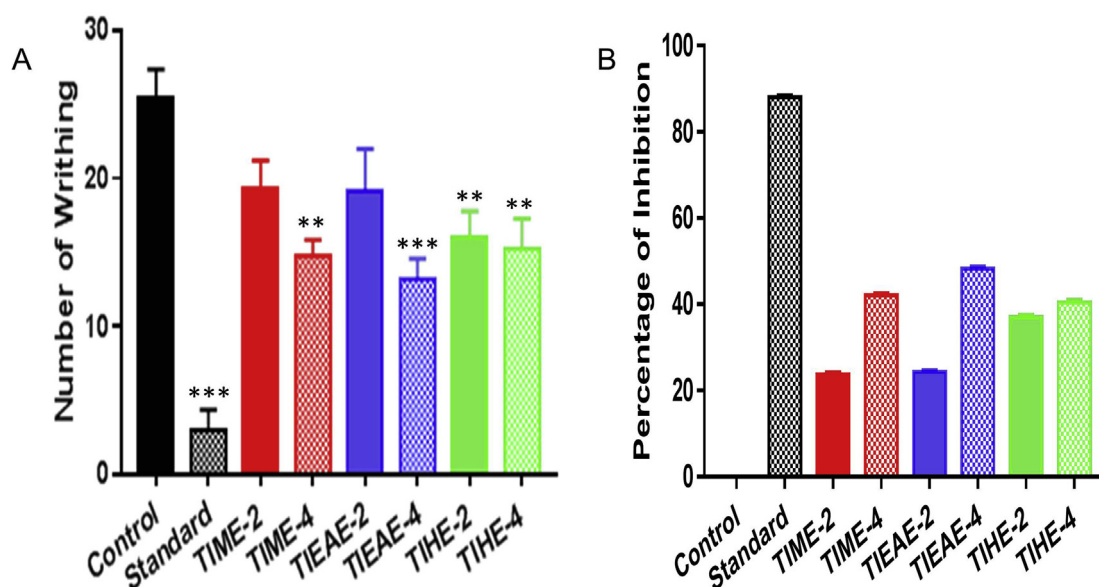 A
Number of Writhing
30
20
10
0
***
**
***
**
**
Control
Standard
TIME-2
TIME-4
TIEAE-2
TIEAE-4
TIHE-2
TIHE-4
B
Percentage of Inhibition
100
80
60
40
20
0
Control
Standard
TIME-2
TIME-4
TIEAE-2
TIEAE-4
TIHE-2
TIHE-4